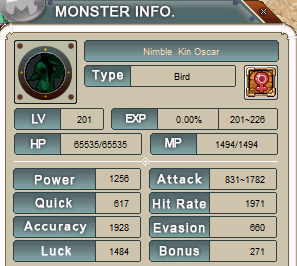 MONSTER INFO.
Nimble Kin Oscar
Type Bird
LV 201 EXP 0.00% 201~226
HP 65535/65535 MP 1494/1494
Power 1256 Attack 831~1782
Quick 617 Hit Rate 1971
Accuracy 1928 Evasion 660
Luck 1484 Bonus 271